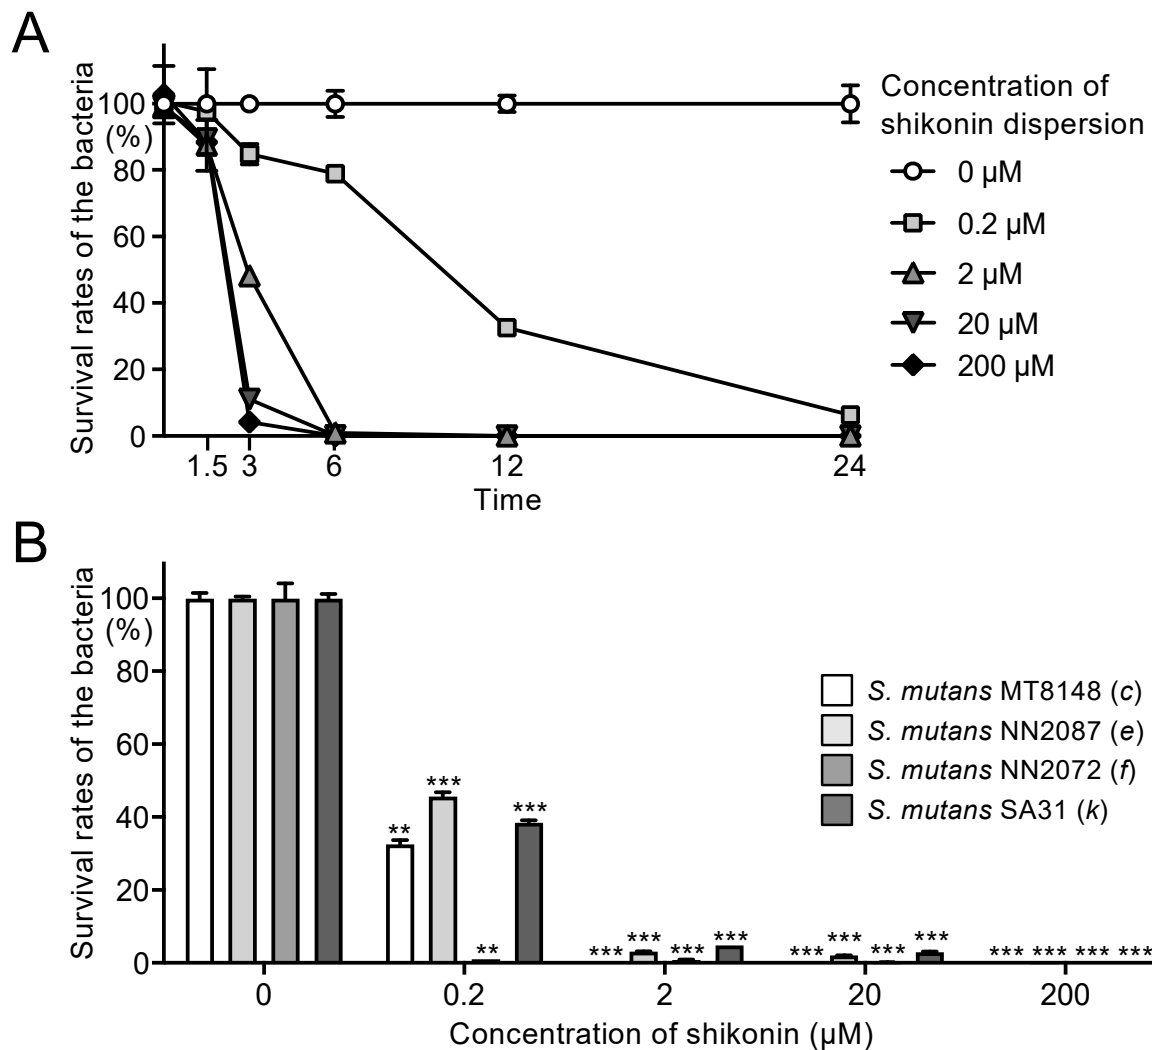 A
Survival rates of the bacteria
(%)
100
80
60
40
20
0
1.5 3 6 12 24
Time
Concentration of
shikonin dispersion
0 µM
0.2 µM
2 µM
20 µM
200 µM
B
Survival rates of the bacteria
(%)
100
80
60
40
20
0
** *** ** ***
*** *** *** ***
*** *** *** ***
*** *** *** ***
S. mutans MT8148 (c)
S. mutans NN2087 (e)
S. mutans NN2072 (f)
S. mutans SA31 (k)
0 0.2 2 20 200
Concentration of shikonin (µM)